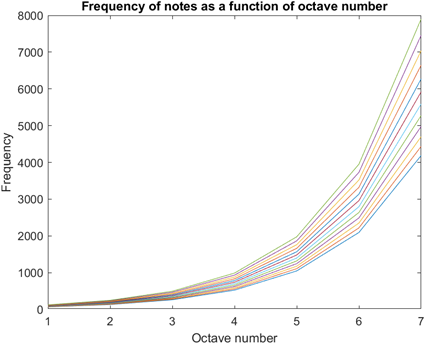 Frequency of notes as a function of octave number
8000
7000
6000
5000
4000
3000
2000
1000
0
Frequency
1 2 3 4 5 6 7
Octave number